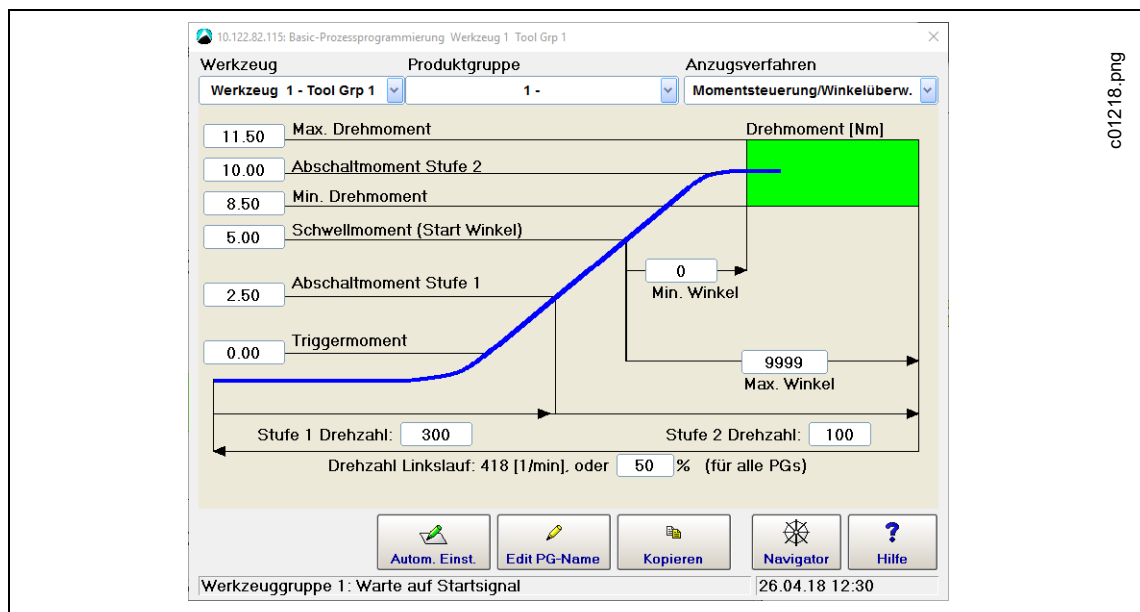 10.122.82.115: Basic-Prozessprogrammierung Werkzeug 1 Tool Grp 1
Werkzeug Produktgruppe Anzugsverfahren
Werkzeug 1 - Tool Grp 1 1 - Momentsteuerung/Winkelüberw.
11.50 Max. Drehmoment Drehmoment [Nm]
10.00 Abschaltmoment Stufe 2
8.50 Min. Drehmoment
5.00 Schwellmoment (Start Winkel)
0
Min. Winkel
2.50 Abschaltmoment Stufe 1
0.00 Triggermoment
9999
Max. Winkel
Stufe 1 Drehzahl: 300 Stufe 2 Drehzahl: 100
Drehzahl Linkslauf: 418 [1/min], oder 50 % (für alle PGs)
Autom. Einst. Edit PG-Name Kopieren Navigator ? Hilfe
Werkzeuggruppe 1: Warte auf Startsignal 26.04.18 12:30
c01218.png